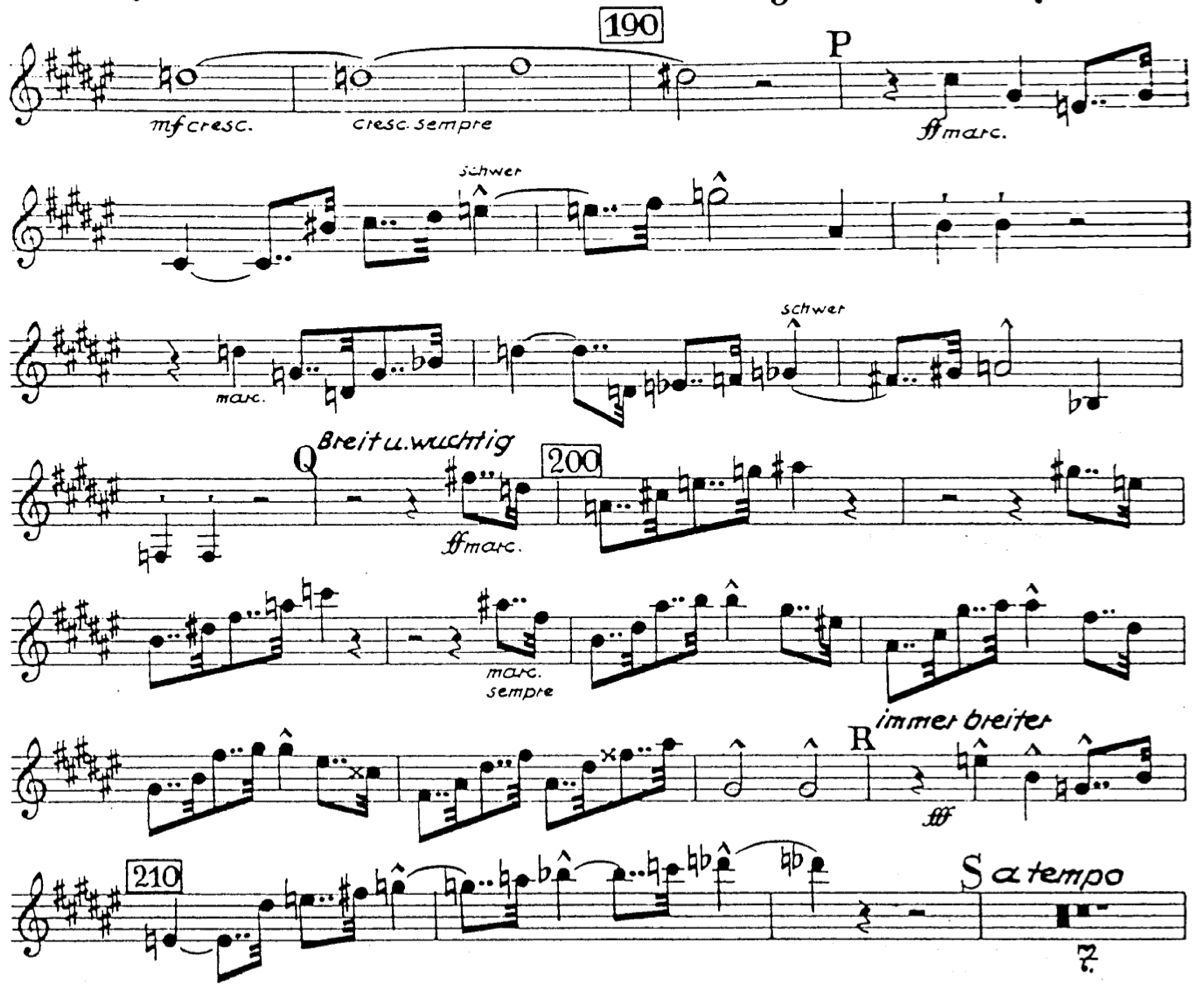 190
P
mf cresc.
cresc. sempre
ff marc.
schwer
schwer
marc.
Q Breit u. wuchtig
200
ff marc.
marc.
sempre
R immer breiter
fff
210
S a tempo
7.